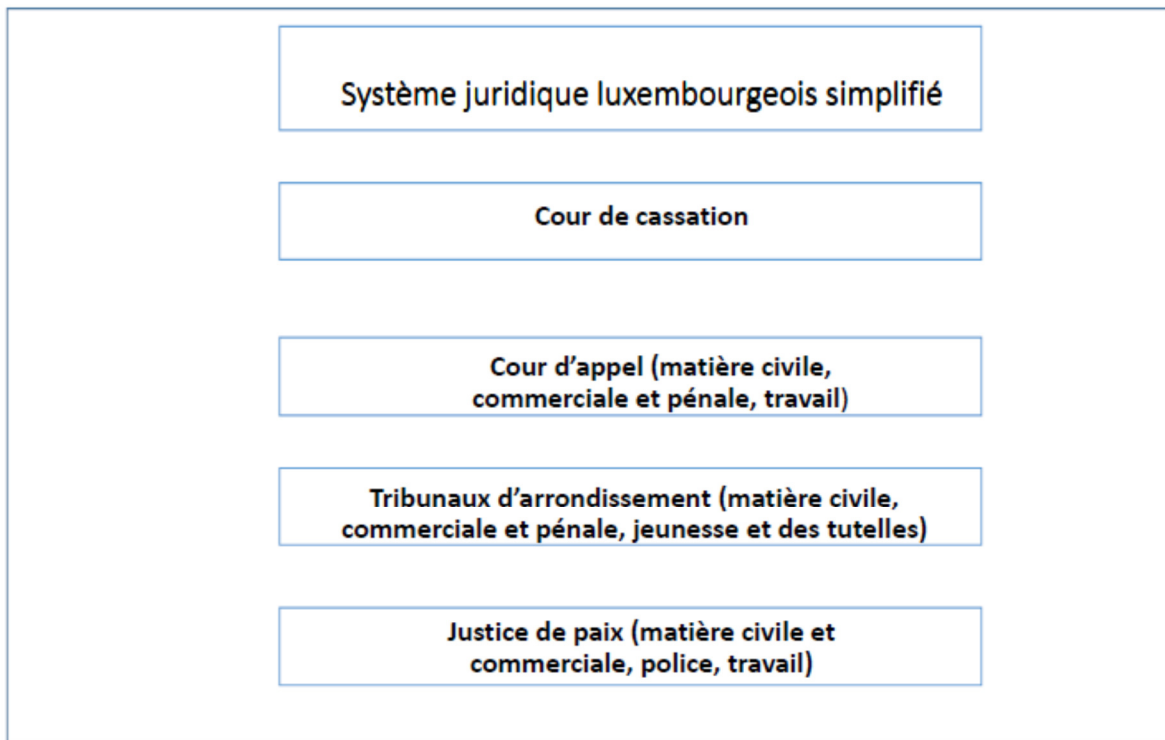 Système juridique luxembourgeois simplifié
Cour de cassation
Cour d’appel (matière civile,
commerciale et pénale, travail)
Tribunaux d’arrondissement (matière civile,
commerciale et pénale, jeunesse et des tutelles)
Justice de paix (matière civile et
commerciale, police, travail)